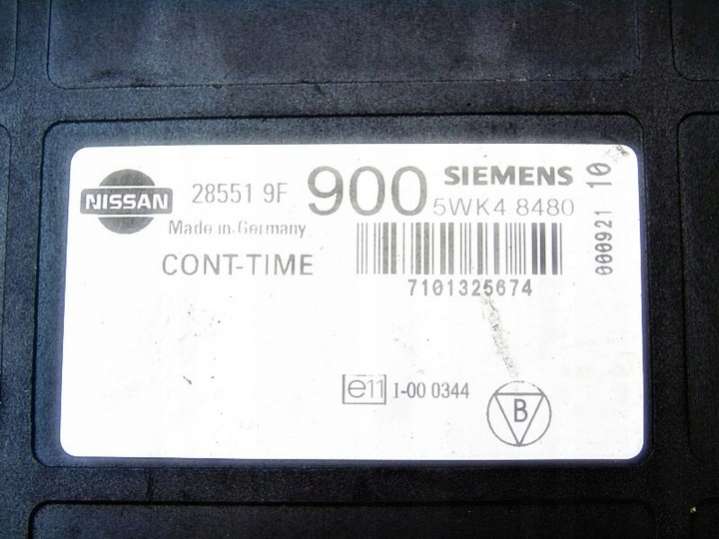 NISSAN 28551 9F 900 SIEMENS
5WK4 8480
Made in Germany
CONT-TIME
7101325674
000921 10
e11 I-00 0344
B